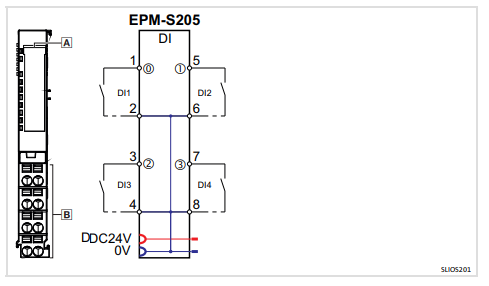 EPM-S205
DI
A
1
5
⓪
①
DI1
DI2
2
6
3
7
②
③
DI3
DI4
B
4
8
DDC24V
0V
SLIOS201